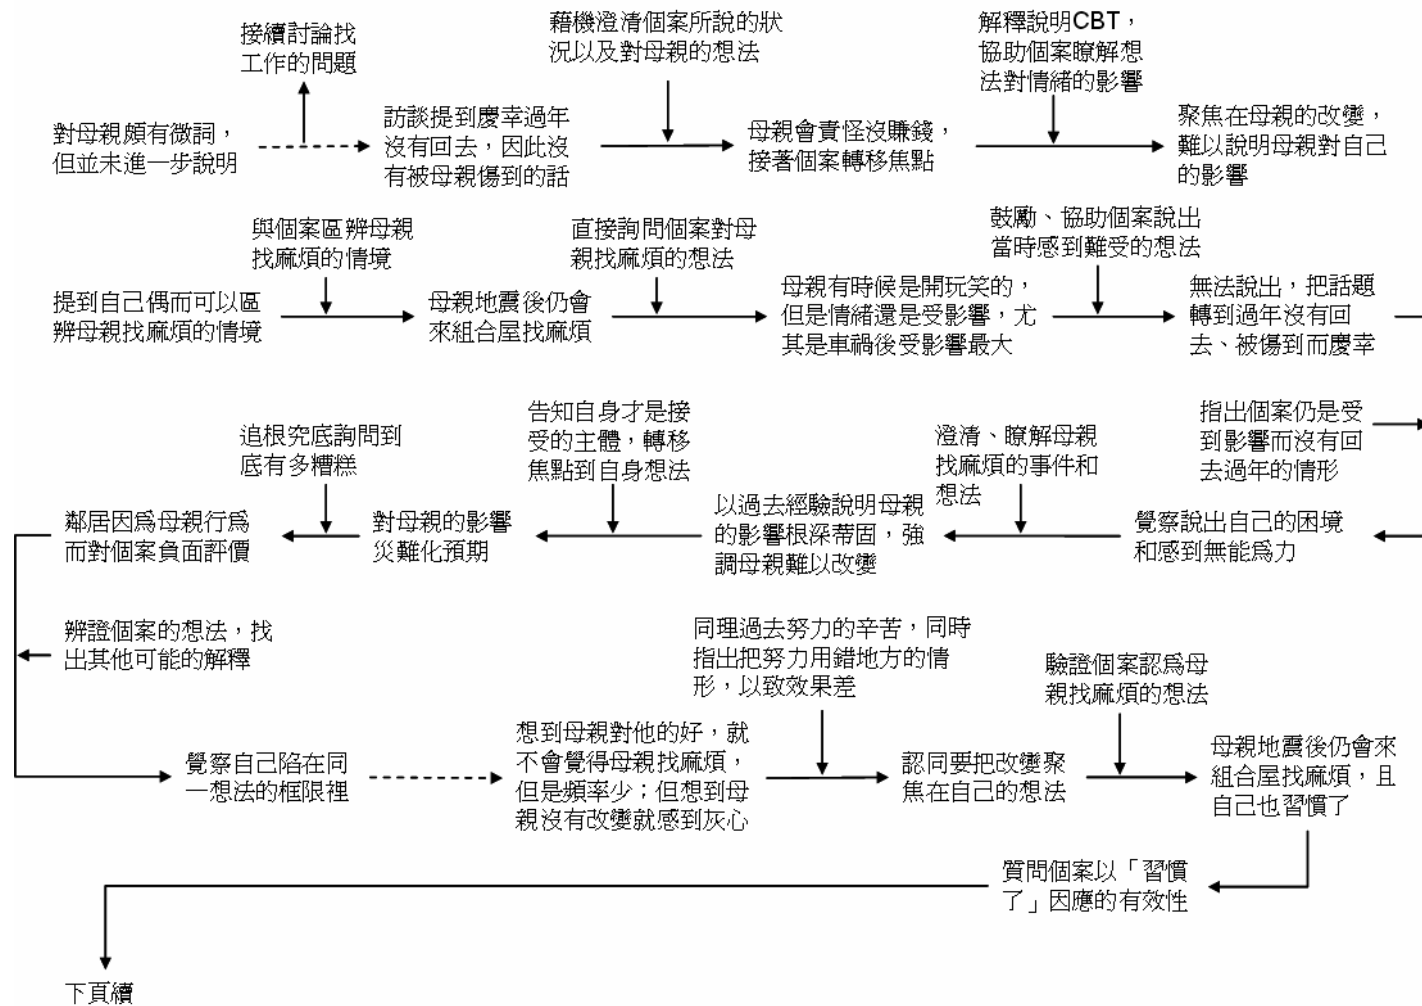 接續討論找
工作的問題
藉機澄清個案所說的狀
況以及對母親的想法
解釋說明CBT，
協助個案瞭解想
法對情緒的影響
對母親頗有微詞，
但並未進一步說明
訪談提到慶幸過年
沒有回去，因此沒
有被母親傷到的話
母親會責怪沒賺錢，
接著個案轉移焦點
聚焦在母親的改變，
難以說明母親對自己
的影響
與個案區辨母親
找麻煩的情境
直接詢問個案對母
親找麻煩的想法
鼓勵、協助個案說出
當時感到難受的想法
提到自己偶而可以區
辨母親找麻煩的情境
母親地震後仍會
來組合屋找麻煩
母親有時候是開玩笑的，
但是情緒還是受影響，尤
其是車禍後受影響最大
無法說出，把話題
轉到過年沒有回
去、被傷到而慶幸
指出個案仍是受
到影響而沒有回
去過年的情形
澄清、瞭解母親
找麻煩的事件和
想法
告知自身才是接
受的主體，轉移
焦點到自身想法
追根究底詢問到
底有多糟糕
覺察說出自己的困境
和感到無能為力
以過去經驗說明母親
的影響根深蒂固，強
調母親難以改變
對母親的影響
災難化預期
鄰居因為母親行為
而對個案負面評價
辨證個案的想法，找
出其他可能的解釋
同理過去努力的辛苦，同時
指出把努力用錯地方的情
形，以致效果差
驗證個案認為母
親找麻煩的想法
覺察自己陷在同
一想法的框限裡
想到母親對他的好，就
不會覺得母親找麻煩，
但是頻率少；但想到母
親沒有改變就感到灰心
認同要把改變聚
焦在自己的想法
母親地震後仍會來
組合屋找麻煩，且
自己也習慣了
質問個案以「習慣
了」因應的有效性
下頁續